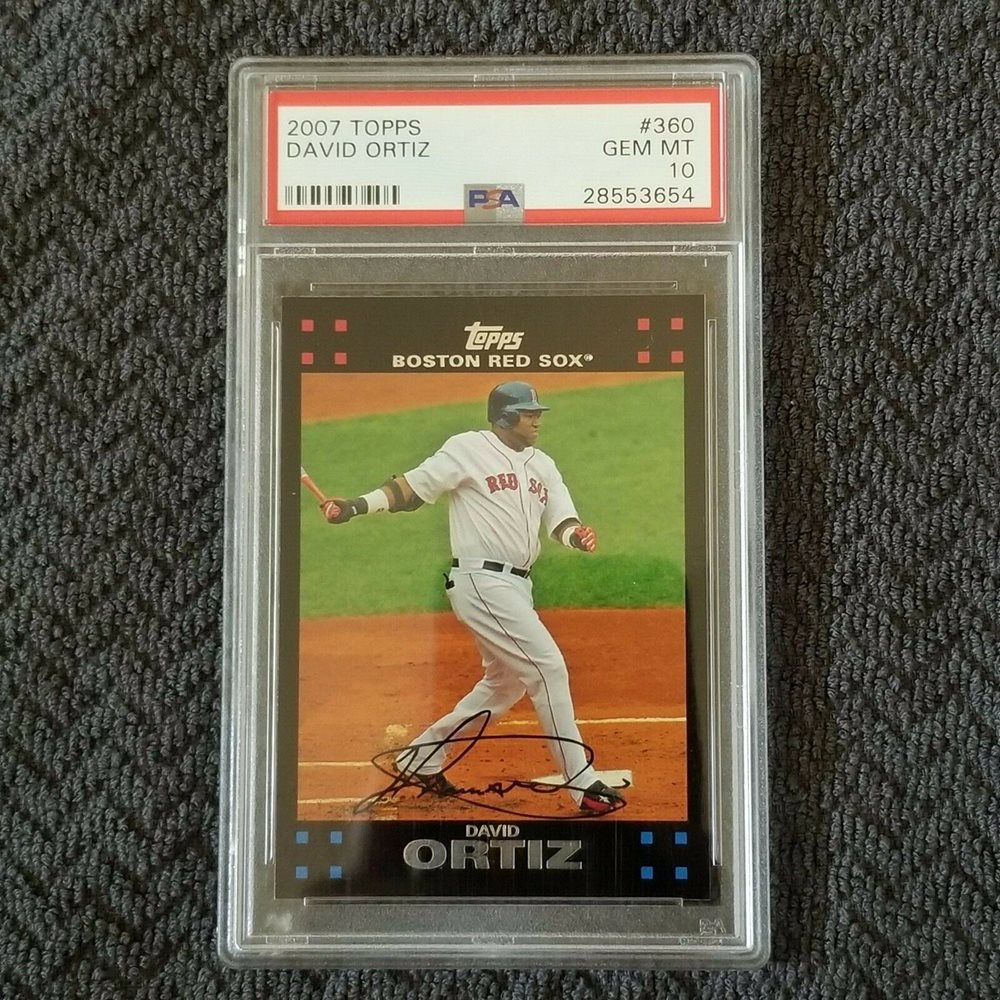 2007 TOPPS #360
DAVID ORTIZ GEM MT
10
28553654
PSA
Topps
BOSTON RED SOX
RED SOX
DAVID
ORTIZ